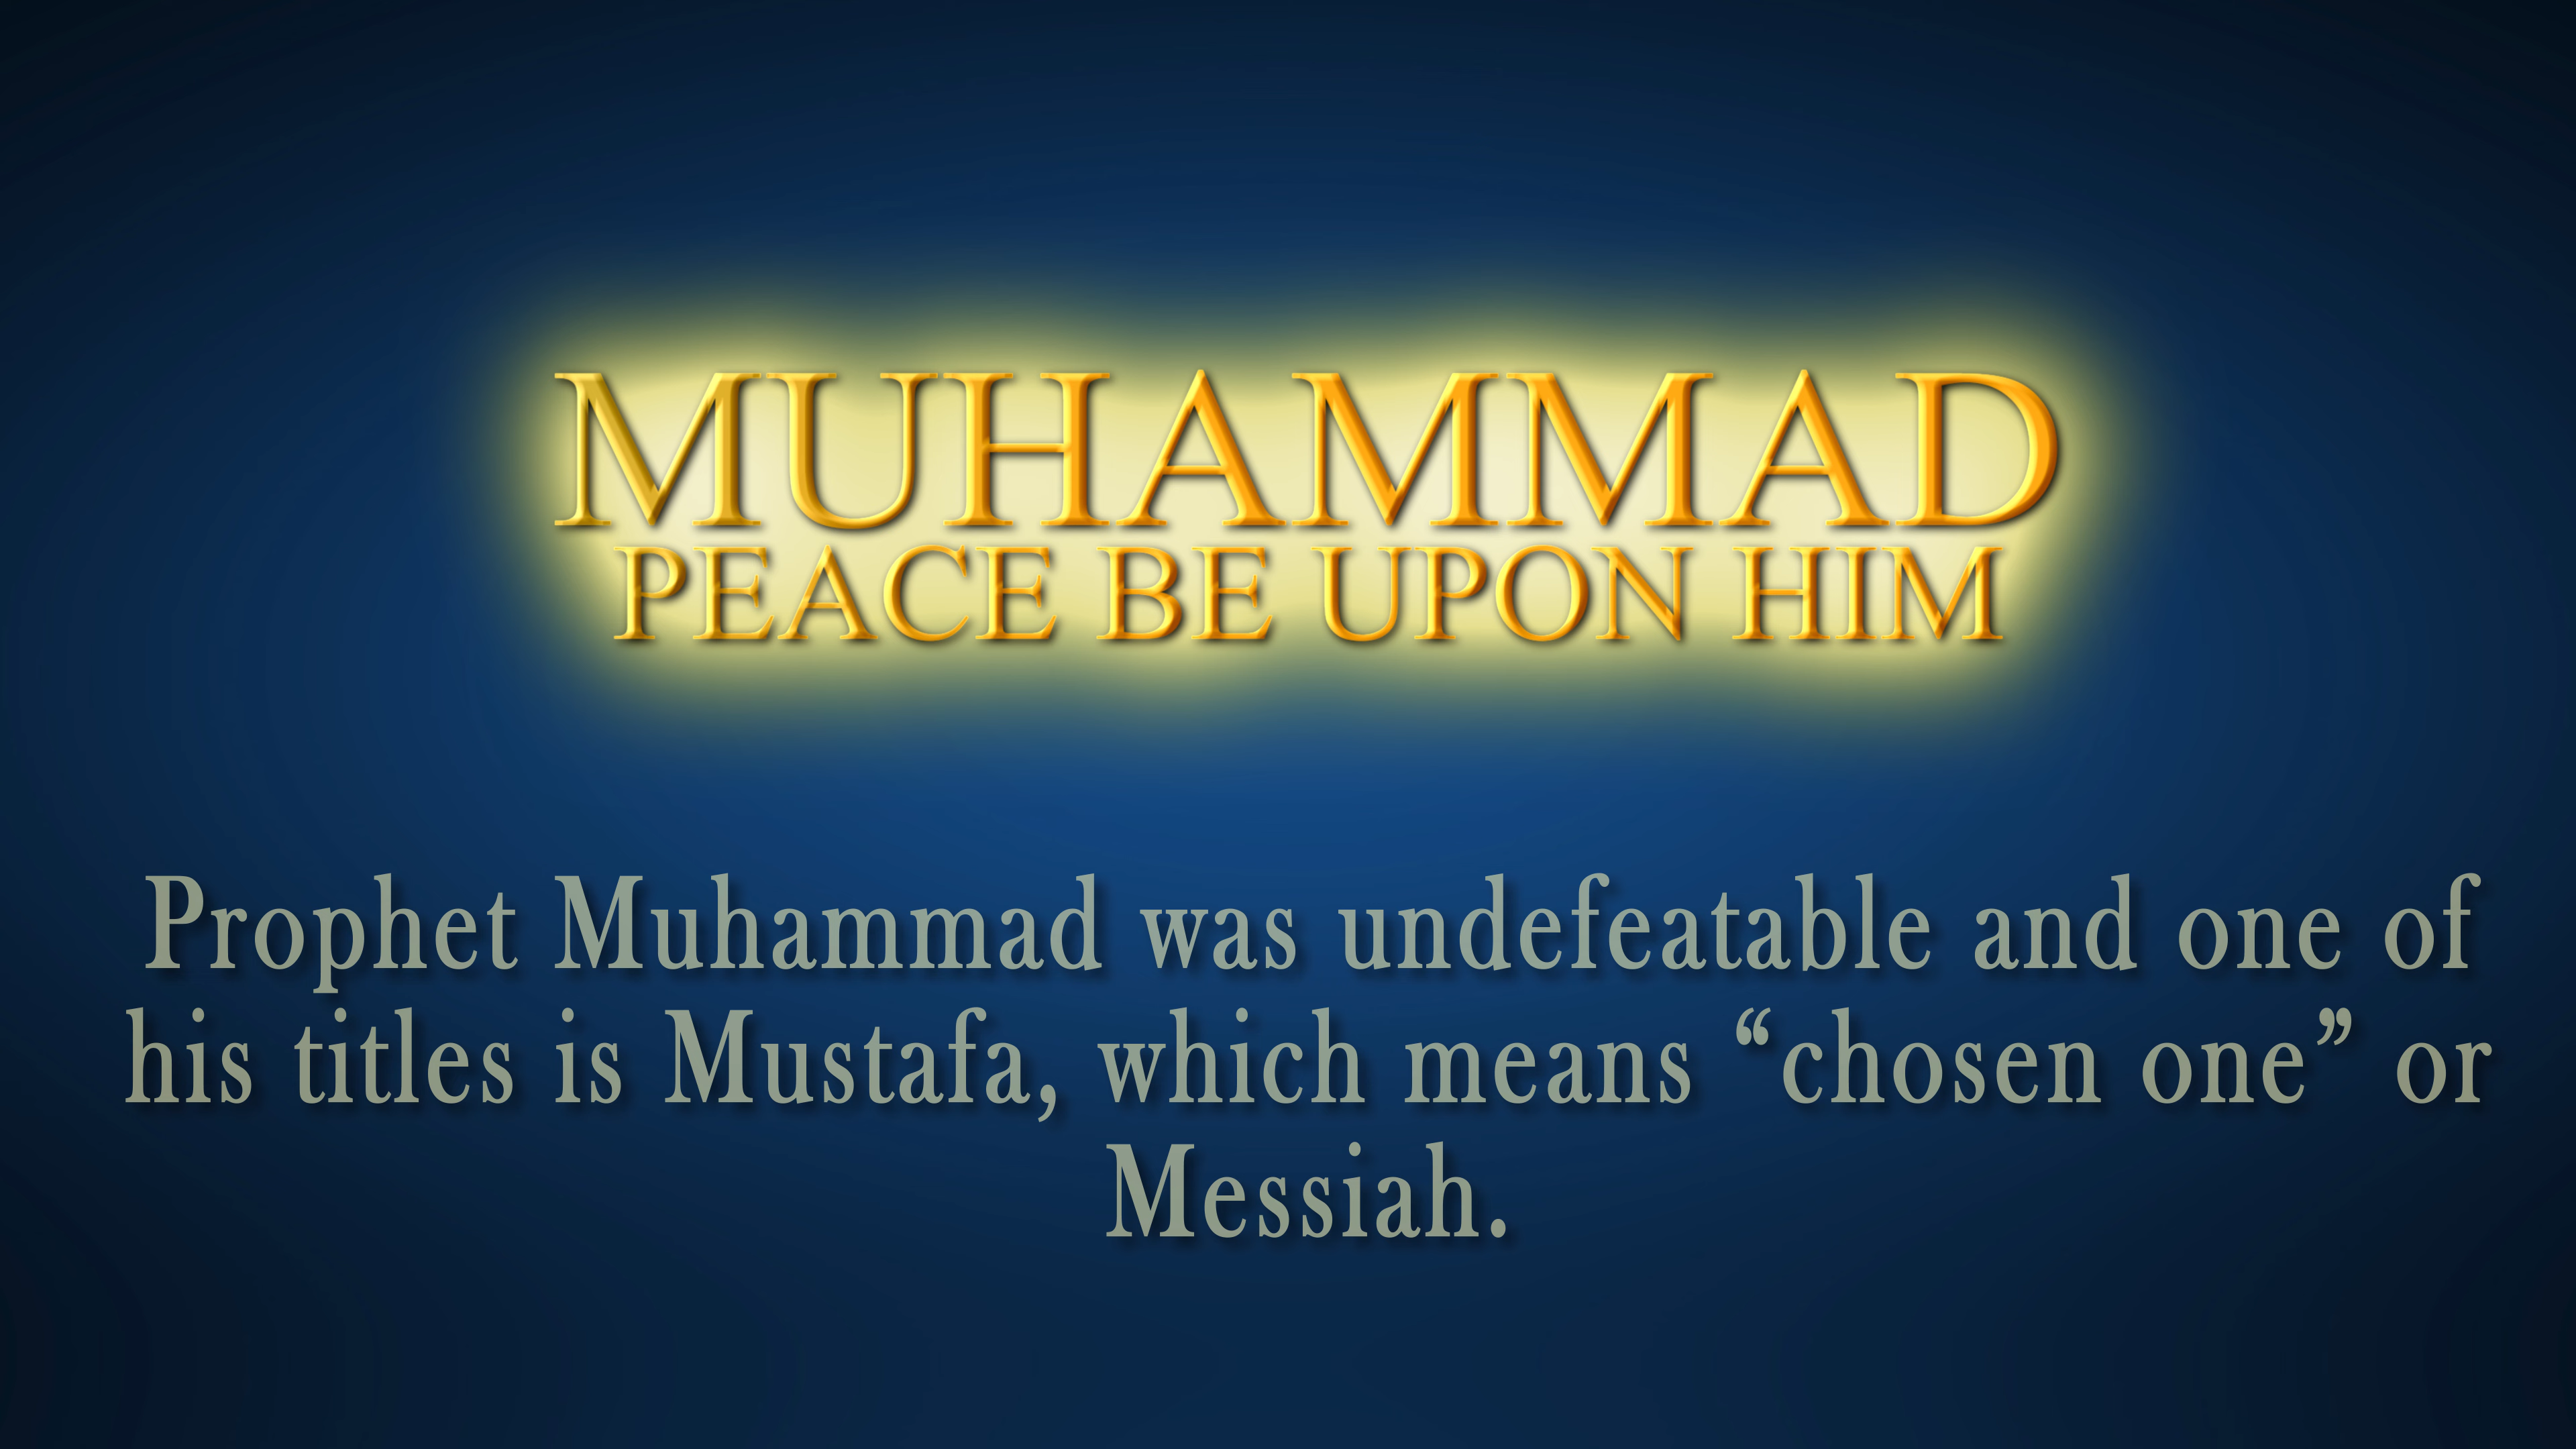 MUHAMMAD
PEACE BE UPON HIM
Prophet Muhammad was undefeatable and one of
his titles is Mustafa, which means “chosen one” or
Messiah.